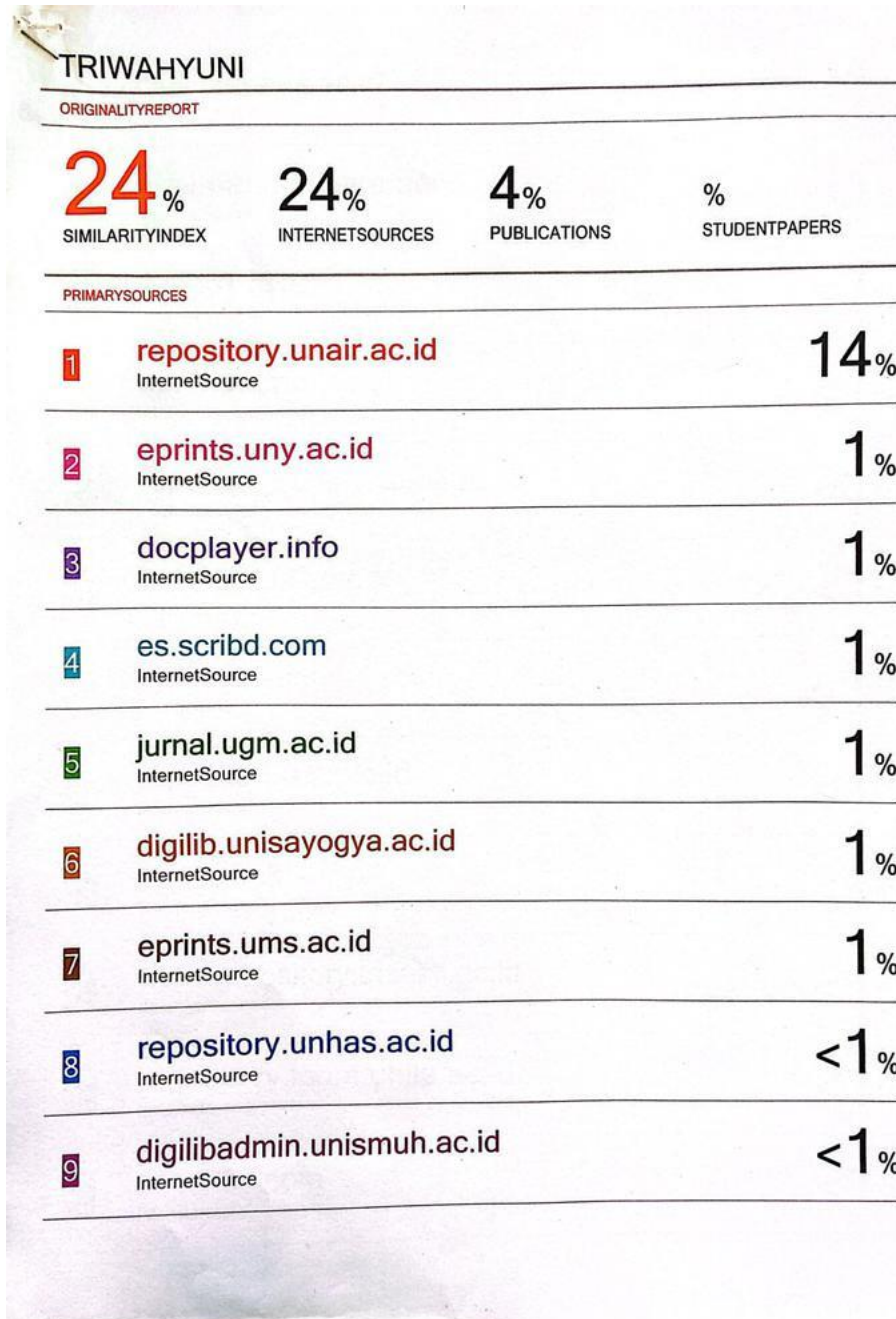 TRIWAHYUNI
ORIGINALITYREPORT
24% 24% 4% %
SIMILARITYINDEX INTERNETSOURCES PUBLICATIONS STUDENTPAPERS
PRIMARYSOURCES
1 repository.unair.ac.id 14%
InternetSource
2 eprints.uny.ac.id 1%
InternetSource
3 docplayer.info 1%
InternetSource
4 es.scribd.com 1%
InternetSource
5 jurnal.ugm.ac.id 1%
InternetSource
6 digilib.unisayogya.ac.id 1%
InternetSource
7 eprints.ums.ac.id 1%
InternetSource
8 repository.unhas.ac.id <1%
InternetSource
9 digilibadmin.unismuh.ac.id <1%
InternetSource